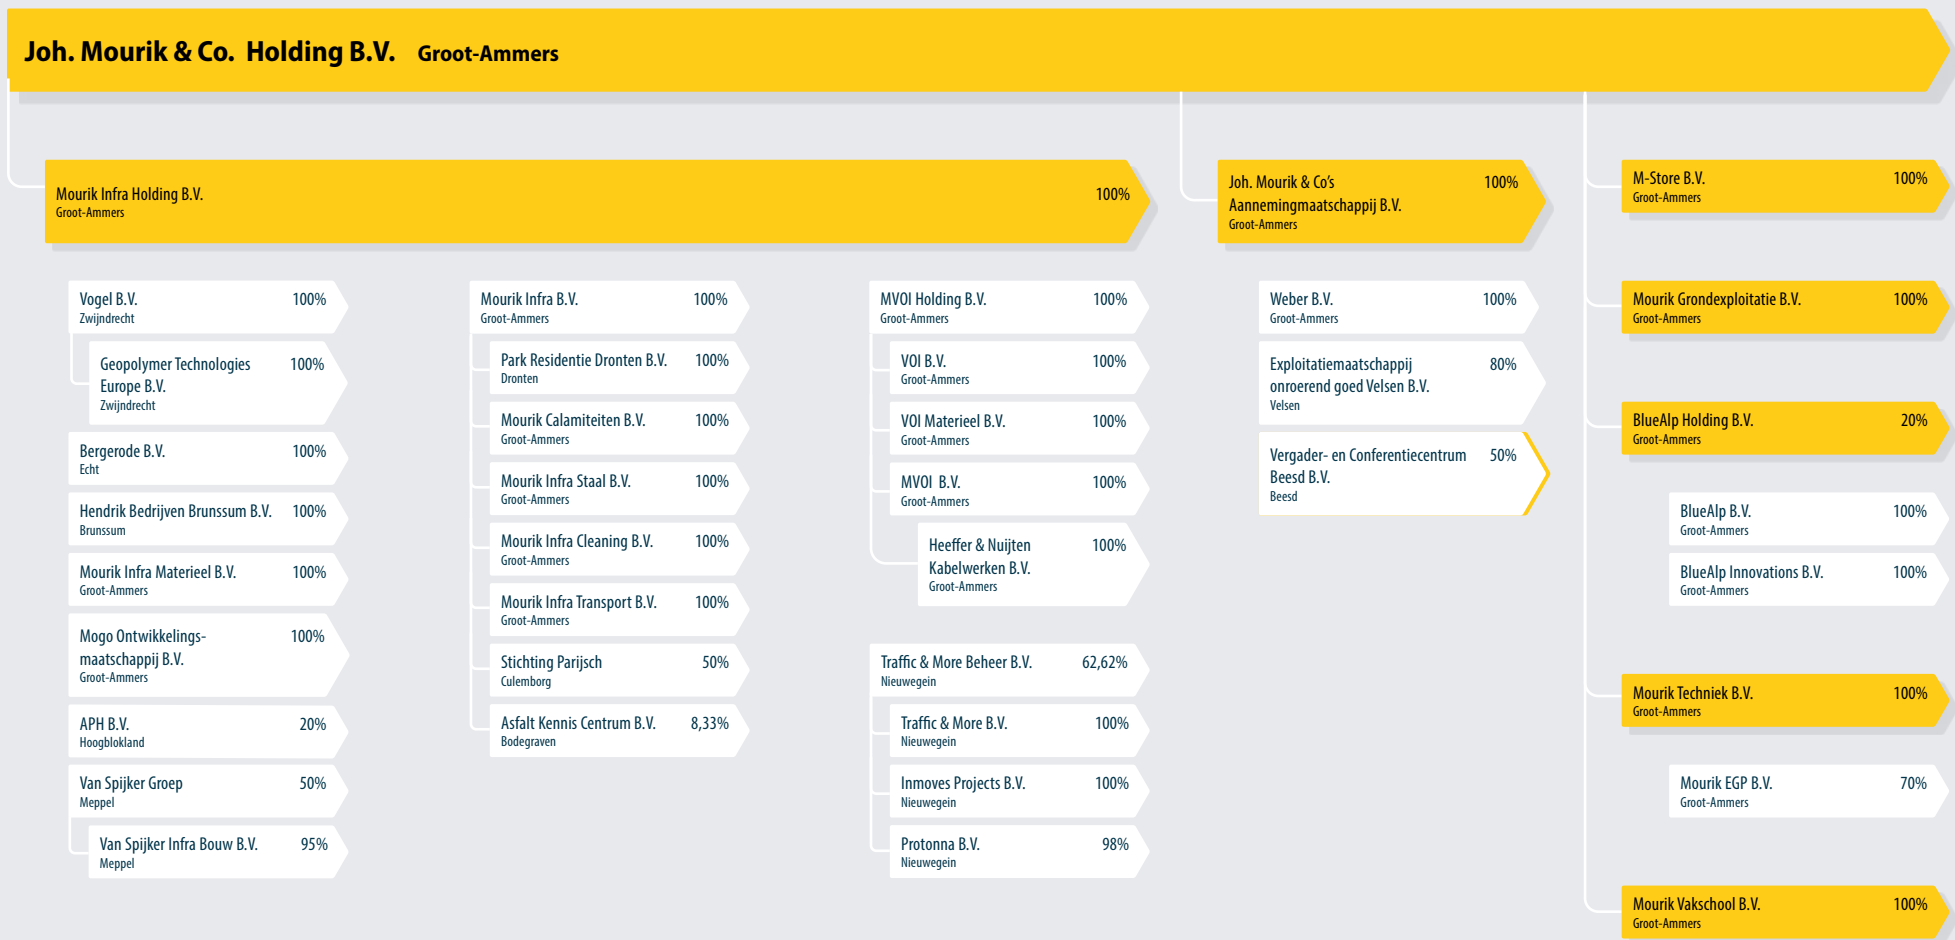 Joh. Mourik & Co. Holding B.V. Groot-Ammers
Mourik Infra Holding B.V. 100%
Groot-Ammers
Vogel B.V. 100%
Zwijndrecht
Geopolymer Technologies 100%
Europe B.V.
Zwijndrecht
Bergerode B.V. 100%
Echt
Hendrik Bedrijven Brunssum B.V. 100%
Brunssum
Mourik Infra Materieel B.V. 100%
Groot-Ammers
Mogo Ontwikkelings- 100%
maatschappij B.V.
Groot-Ammers
APH B.V. 20%
Hoogblokland
Van Spijker Groep 50%
Meppel
Van Spijker Infra Bouw B.V. 95%
Meppel
Mourik Infra B.V. 100%
Groot-Ammers
Park Residentie Dronten B.V. 100%
Dronten
Mourik Calamiteiten B.V. 100%
Groot-Ammers
Mourik Infra Staal B.V. 100%
Groot-Ammers
Mourik Infra Cleaning B.V. 100%
Groot-Ammers
Mourik Infra Transport B.V. 100%
Groot-Ammers
Stichting Parijsch 50%
Culemborg
Asfalt Kennis Centrum B.V. 8,33%
Bodegraven
MVOI Holding B.V. 100%
Groot-Ammers
VOI B.V. 100%
Groot-Ammers
VOI Materieel B.V. 100%
Groot-Ammers
MVOI B.V. 100%
Groot-Ammers
Heeffer & Nuijten 100%
Kabelwerken B.V.
Groot-Ammers
Traffic & More Beheer B.V. 62,62%
Nieuwegein
Traffic & More B.V. 100%
Nieuwegein
Inmoves Projects B.V. 100%
Nieuwegein
Protonna B.V. 98%
Nieuwegein
Joh. Mourik & Co’s 100%
Aannemingmaatschappij B.V.
Groot-Ammers
Weber B.V. 100%
Groot-Ammers
Exploitatiemaatschappij 80%
onroerend goed Velsen B.V.
Velsen
Vergader- en Conferentiecentrum 50%
Beesd B.V.
Beesd
M-Store B.V. 100%
Groot-Ammers
Mourik Grondexploitatie B.V. 100%
Groot-Ammers
BlueAlp Holding B.V. 20%
Groot-Ammers
BlueAlp B.V. 100%
Groot-Ammers
BlueAlp Innovations B.V. 100%
Groot-Ammers
Mourik Techniek B.V. 100%
Groot-Ammers
Mourik EGP B.V. 70%
Groot-Ammers
Mourik Vakschool B.V. 100%
Groot-Ammers